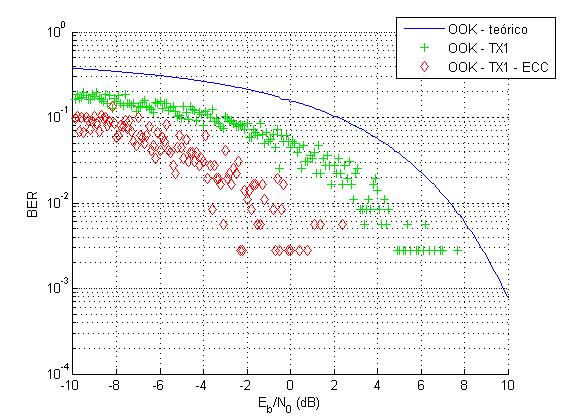 OOK - teórico
OOK - TX1
OOK - TX1 - ECC
10^0
10^-1
10^-2
10^-3
10^-4
BER
-10 -8 -6 -4 -2 0 2 4 6 8 10
E_b/N_0 (dB)